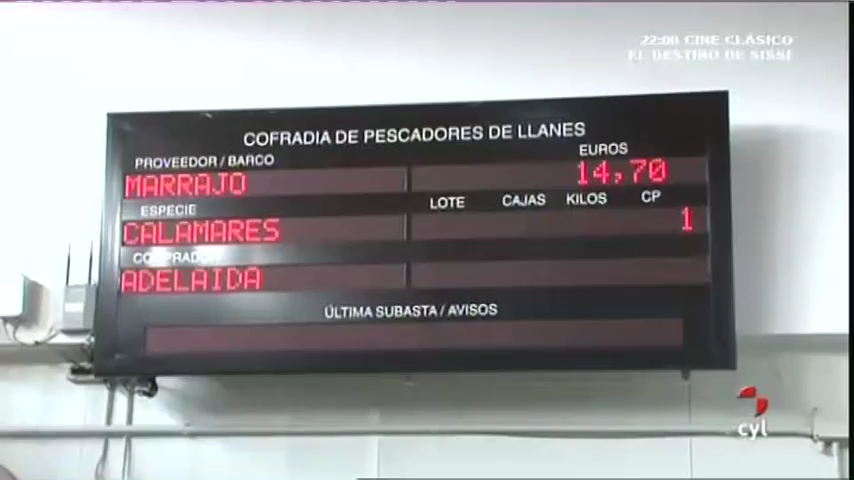 22:00 CINE CLÁSICO
EL DESTINO DE SISSI
COFRADIA DE PESCADORES DE LLANES
PROVEEDOR / BARCO
EUROS
MARRAJO
14,70
ESPECIE
LOTE CAJAS KILOS CP
CALAMARES
1
COMPRADOR
ADELAIDA
ÚLTIMA SUBASTA / AVISOS
cyl